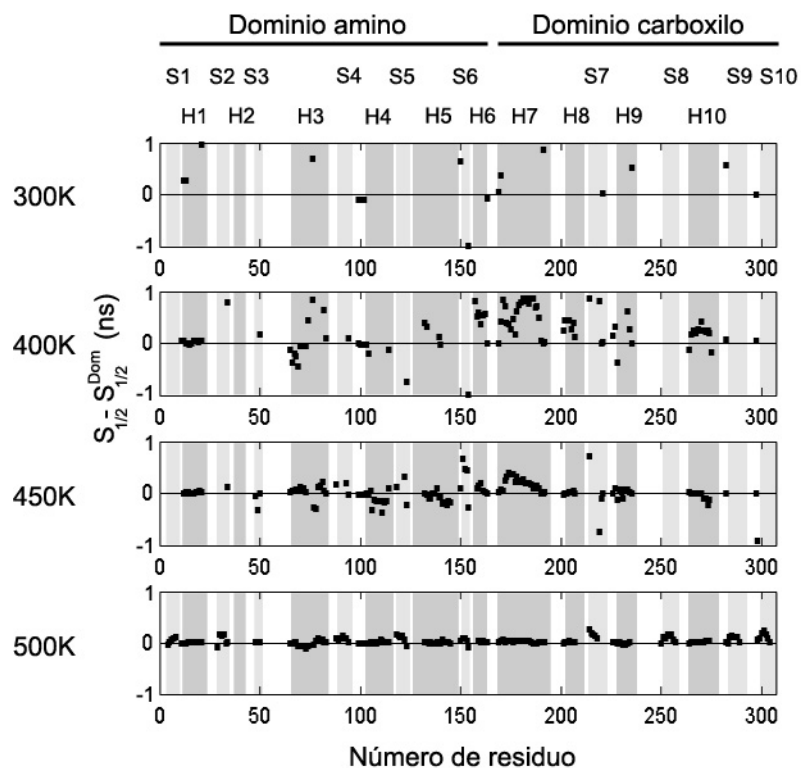 Dominio amino Dominio carboxilo
S1 S2 S3 S4 S5 S6 S7 S8 S9 S10
H1 H2 H3 H4 H5 H6 H7 H8 H9 H10
300K
1
0
-1
0 50 100 150 200 250 300
400K
1
0
-1
0 50 100 150 200 250 300
S1/2 - S1/2Dom (ns)
450K
1
0
-1
0 50 100 150 200 250 300
500K
1
0
-1
0 50 100 150 200 250 300
Número de residuo